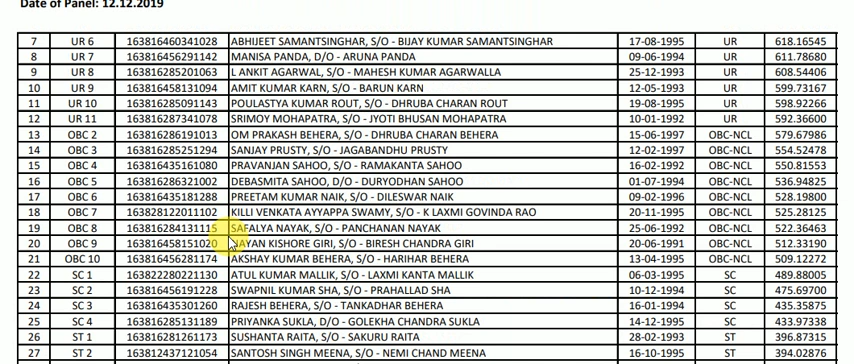 Date of Panel: 12.12.2019
7 UR 6 163816460341028 ABHIJEET SAMANTSINGHAR, S/O - BIJAY KUMAR SAMANTSINGHAR 17-08-1995 UR 618.16545
8 UR 7 163816456291142 MANISA PANDA, D/O - ARUNA PANDA 09-06-1994 UR 611.78680
9 UR 8 163816285201063 L ANKIT AGARWAL, S/O - MAHESH KUMAR AGARWALLA 25-12-1993 UR 608.54406
10 UR 9 163816458131094 AMIT KUMAR KARN, S/O - BARUN KARN 12-05-1993 UR 599.73167
11 UR 10 163816285091143 POULASTYA KUMAR ROUT, S/O - DHRUBA CHARAN ROUT 19-08-1995 UR 598.92266
12 UR 11 163816287341078 SRIMOY MOHAPATRA, S/O - JYOTI BHUSAN MOHAPATRA 10-01-1992 UR 592.36600
13 OBC 2 163816286191013 OM PRAKASH BEHERA, S/O - DHRUBA CHARAN BEHERA 15-06-1997 OBC-NCL 579.67986
14 OBC 3 163816285251294 SANJAY PRUSTY, S/O - JAGABANDHU PRUSTY 12-02-1997 OBC-NCL 554.52478
15 OBC 4 163816435161080 PRAVANJAN SAHOO, S/O - RAMAKANTA SAHOO 16-02-1992 OBC-NCL 550.81553
16 OBC 5 163816286321002 DEBASMITA SAHOO, D/O - DURYODHAN SAHOO 01-07-1994 OBC-NCL 536.94825
17 OBC 6 163816435181288 PREETAM KUMAR NAIK, S/O - DILESWAR NAIK 09-02-1996 OBC-NCL 528.19800
18 OBC 7 163828122011102 KILLI VENKATA AYYAPPA SWAMY, S/O - K LAXMI GOVINDA RAO 20-11-1995 OBC-NCL 525.28125
19 OBC 8 163816284131115 SAFALYA NAYAK, S/O - PANCHANAN NAYAK 25-06-1992 OBC-NCL 522.36463
20 OBC 9 163816458151020 NAYAN KISHORE GIRI, S/O - BIRESH CHANDRA GIRI 20-06-1991 OBC-NCL 512.33190
21 OBC 10 163816456281174 AKSHAY KUMAR BEHERA, S/O - HARIHAR BEHERA 13-04-1995 OBC-NCL 509.12272
22 SC 1 163822280221130 ATUL KUMAR MALLIK, S/O - LAXMI KANTA MALLIK 06-03-1995 SC 489.88005
23 SC 2 163816456191228 SWAPNIL KUMAR SHA, S/O - PRAHALLAD SHA 10-12-1994 SC 475.69700
24 SC 3 163816435301260 RAJESH BEHERA, S/O - TANKADHAR BEHERA 16-01-1994 SC 435.35875
25 SC 4 163816285131189 PRIYANKA SUKLA, D/O - GOLEKHA CHANDRA SUKLA 14-12-1995 SC 433.97338
26 ST 1 163816281261173 SUSHANTA RAITA, S/O - SAKURU RAITA 28-02-1993 ST 396.87315
27 ST 2 163812437121054 SANTOSH SINGH MEENA, S/O - NEMI CHAND MEENA 16-10-1995 ST 394.02876